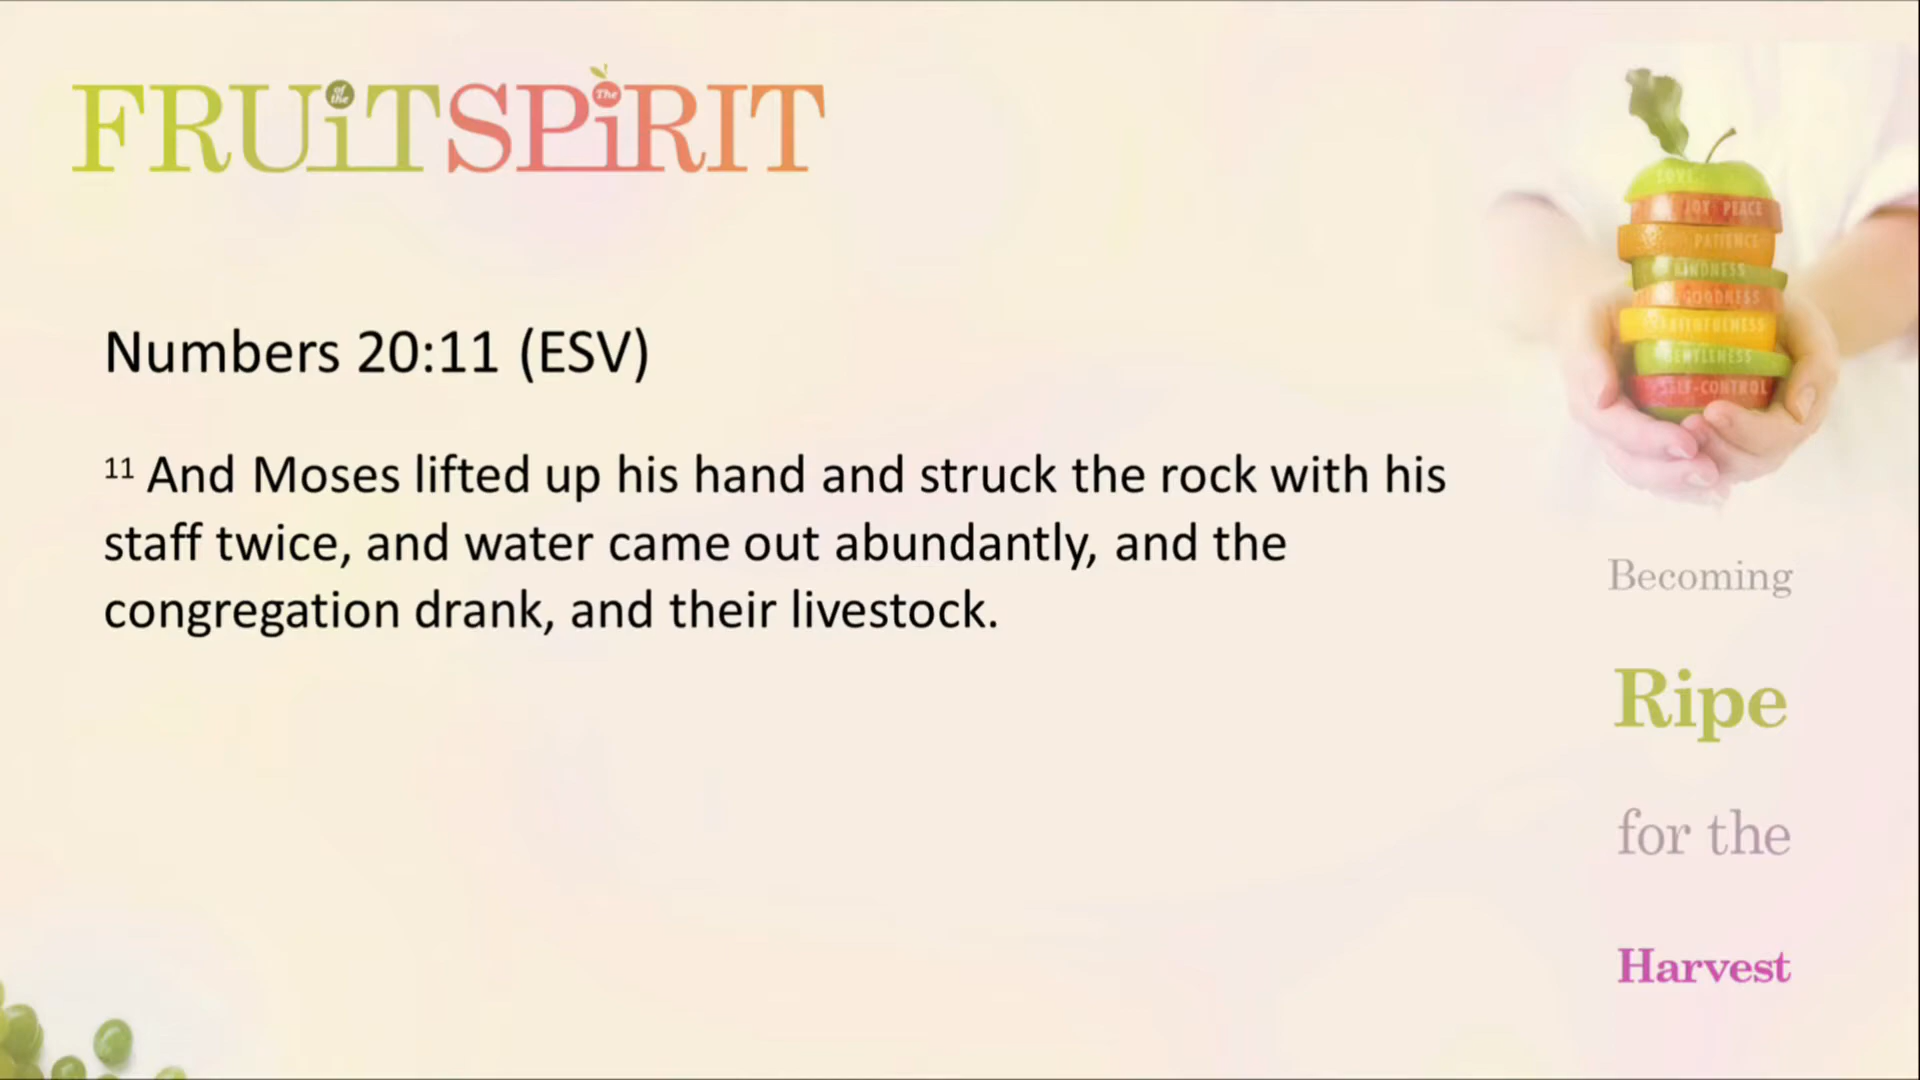 FRUiT of the SPiRIT The
Numbers 20:11 (ESV)
11 And Moses lifted up his hand and struck the rock with his
staff twice, and water came out abundantly, and the
congregation drank, and their livestock.
LOVE
JOY PEACE
PATIENCE
KINDNESS
GOODNESS
FAITHFULNESS
GENTLENESS
SELF-CONTROL
Becoming
Ripe
for the
Harvest